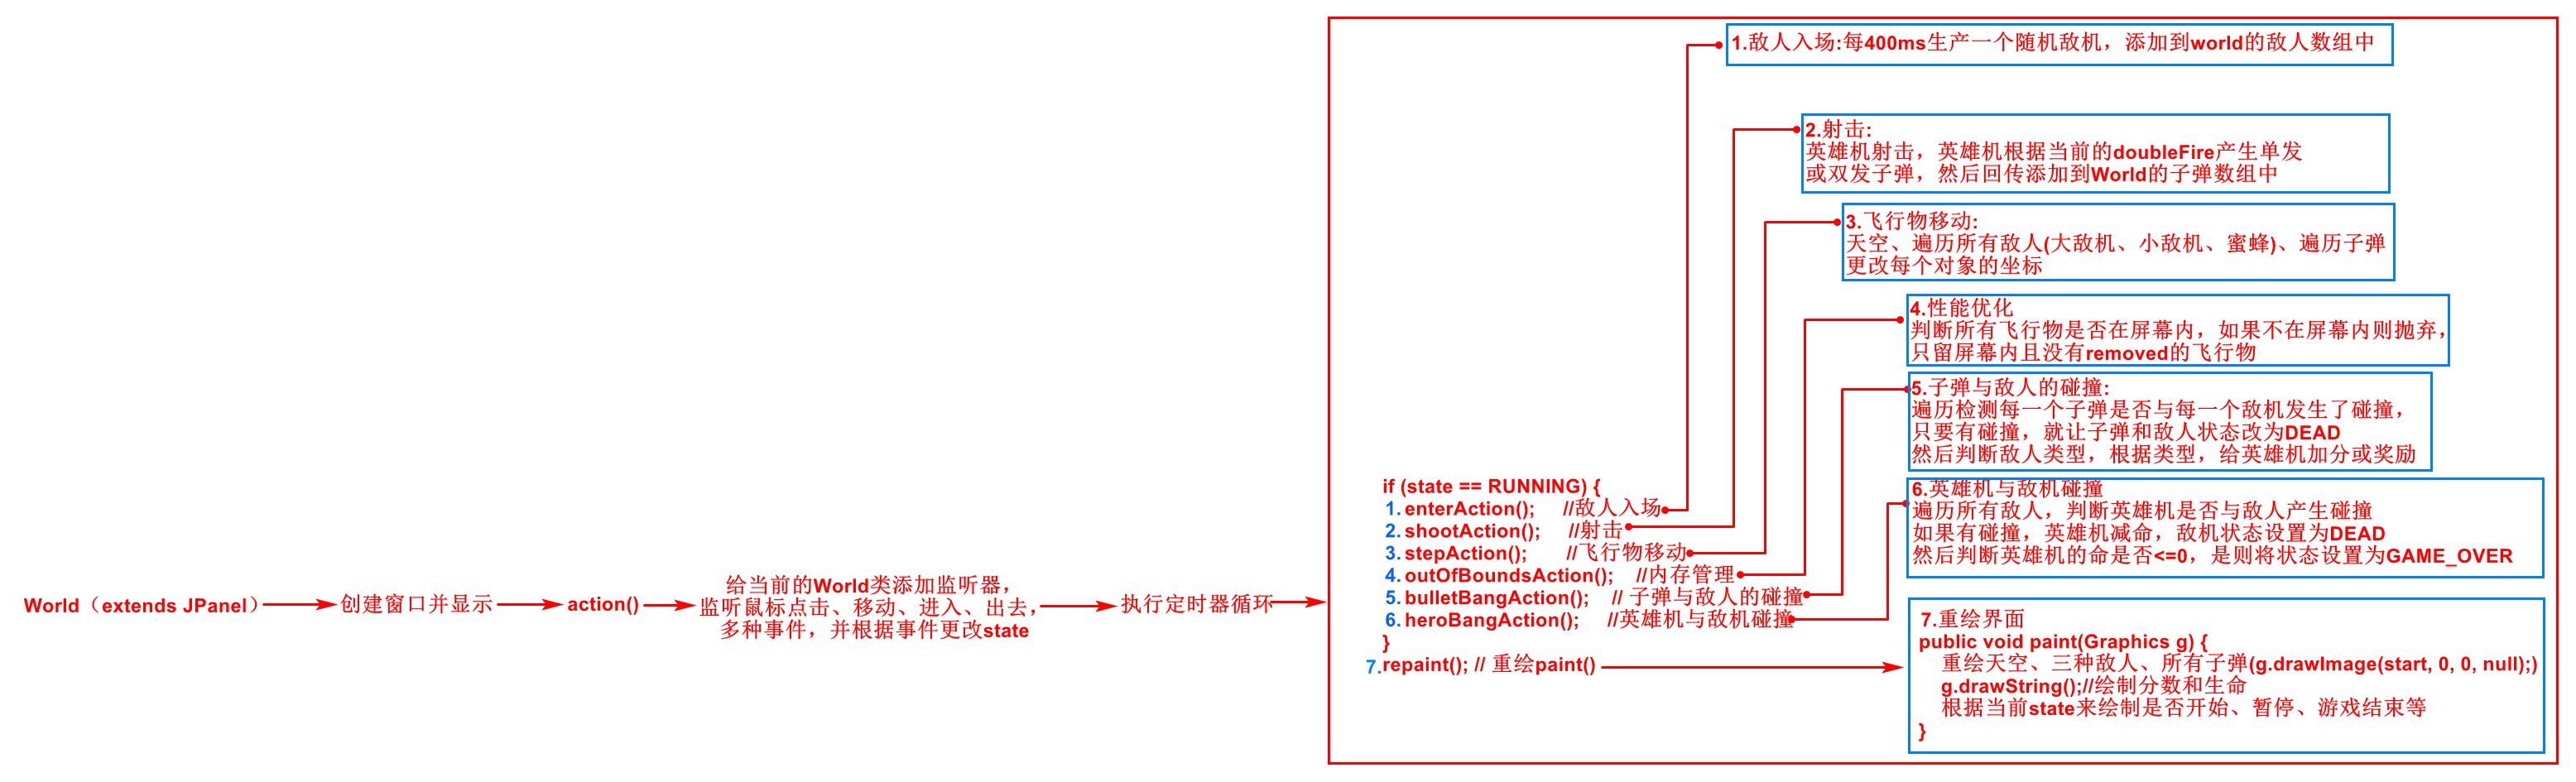 World（extends JPanel）
创建窗口并显示
action()
给当前的World类添加监听器，
监听鼠标点击、移动、进入、出去，
多种事件，并根据事件更改state
执行定时器循环
if (state == RUNNING) {
1. enterAction(); //敌人入场
2. shootAction(); //射击
3. stepAction(); //飞行物移动
4. outOfBoundsAction(); //内存管理
5. bulletBangAction(); // 子弹与敌人的碰撞
6. heroBangAction(); //英雄机与敌机碰撞
}
7.repaint(); // 重绘paint()
1.敌人入场:每400ms生产一个随机敌机，添加到world的敌人数组中
2.射击:
英雄机射击，英雄机根据当前的doubleFire产生单发
或双发子弹，然后回传添加到World的子弹数组中
3.飞行物移动:
天空、遍历所有敌人(大敌机、小敌机、蜜蜂)、遍历子弹
更改每个对象的坐标
4.性能优化
判断所有飞行物是否在屏幕内，如果不在屏幕内则抛弃，
只留屏幕内且没有removed的飞行物
5.子弹与敌人的碰撞:
遍历检测每一个子弹是否与每一个敌机发生了碰撞，
只要有碰撞，就让子弹和敌人状态改为DEAD
然后判断敌人类型，根据类型，给英雄机加分或奖励
6.英雄机与敌机碰撞
遍历所有敌人，判断英雄机是否与敌人产生碰撞
如果有碰撞，英雄机减命，敌机状态设置为DEAD
然后判断英雄机的命是否<=0，是则将状态设置为GAME_OVER
7.重绘界面
public void paint(Graphics g) {
重绘天空、三种敌人、所有子弹(g.drawImage(start, 0, 0, null);)
g.drawString();//绘制分数和生命
根据当前state来绘制是否开始、暂停、游戏结束等
}